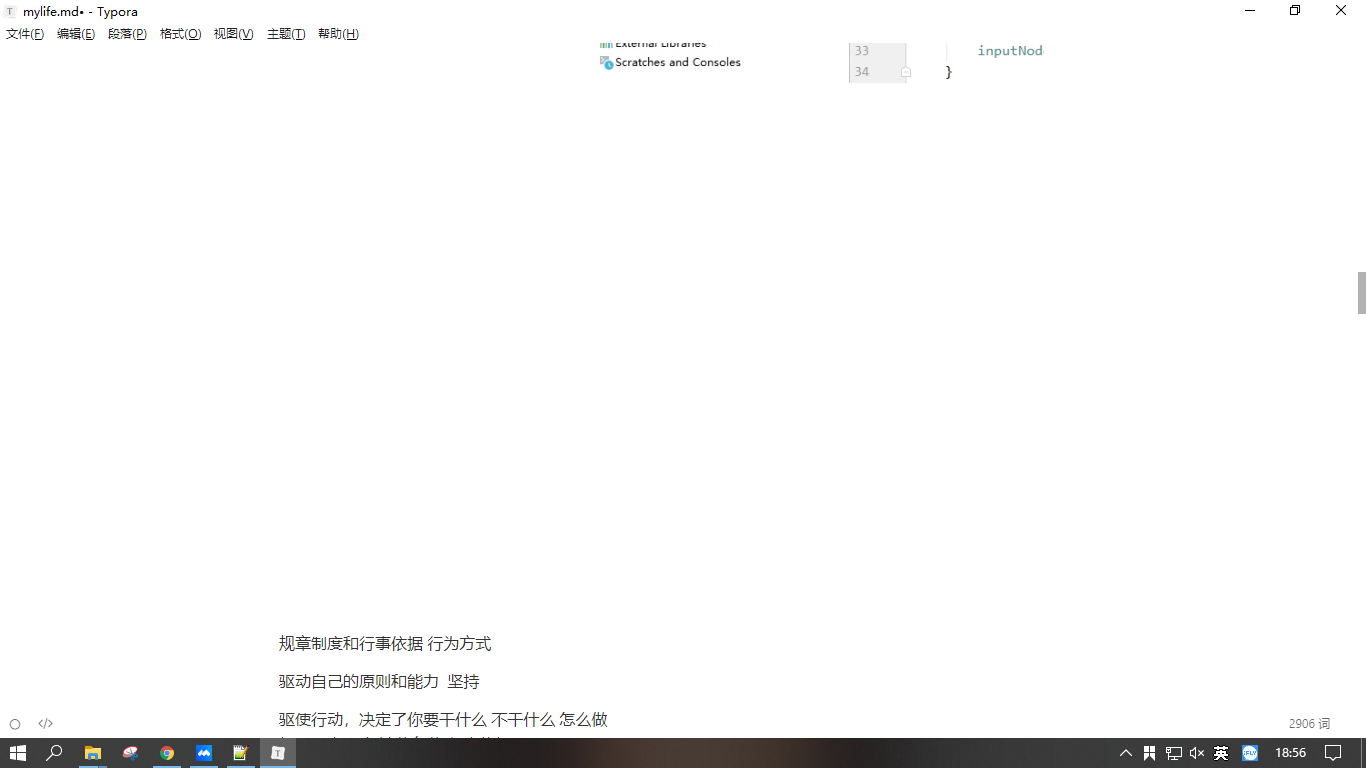 mylife.md• - Typora
文件(F) 编辑(E) 段落(P) 格式(O) 视图(V) 主题(T) 帮助(H)
External Libraries
Scratches and Consoles
33 inputNod
34 }
规章制度和行事依据 行为方式
驱动自己的原则和能力 坚持
驱使行动，决定了你要干什么 不干什么 怎么做
</> 2906 词
英 iFLY 18:56